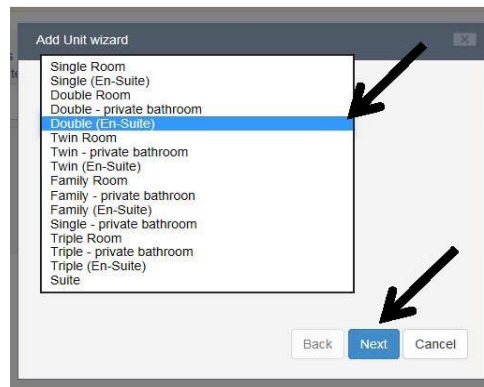 Add Unit wizard
Single Room
Single (En-Suite)
Double Room
Double - private bathroom
Double (En-Suite)
Twin Room
Twin - private bathroom
Twin (En-Suite)
Family Room
Family - private bathroon
Family (En-Suite)
Single - private bathroom
Triple Room
Triple - private bathroom
Triple (En-Suite)
Suite
Back Next Cancel